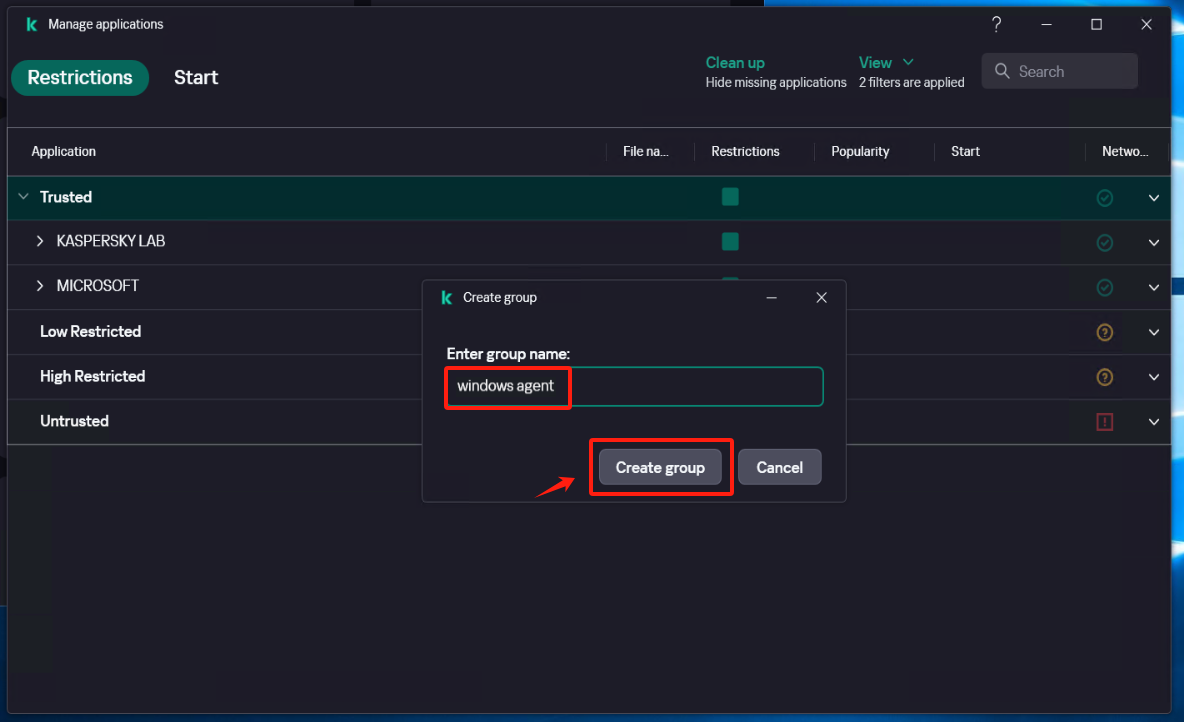 Manage applications
Restrictions
Start
Clean up
Hide missing applications
View
2 filters are applied
Search
Application
File na...
Restrictions
Popularity
Start
Netwo...
Trusted
KASPERSKY LAB
MICROSOFT
Low Restricted
High Restricted
Untrusted
Create group
Enter group name:
windows agent
Create group
Cancel